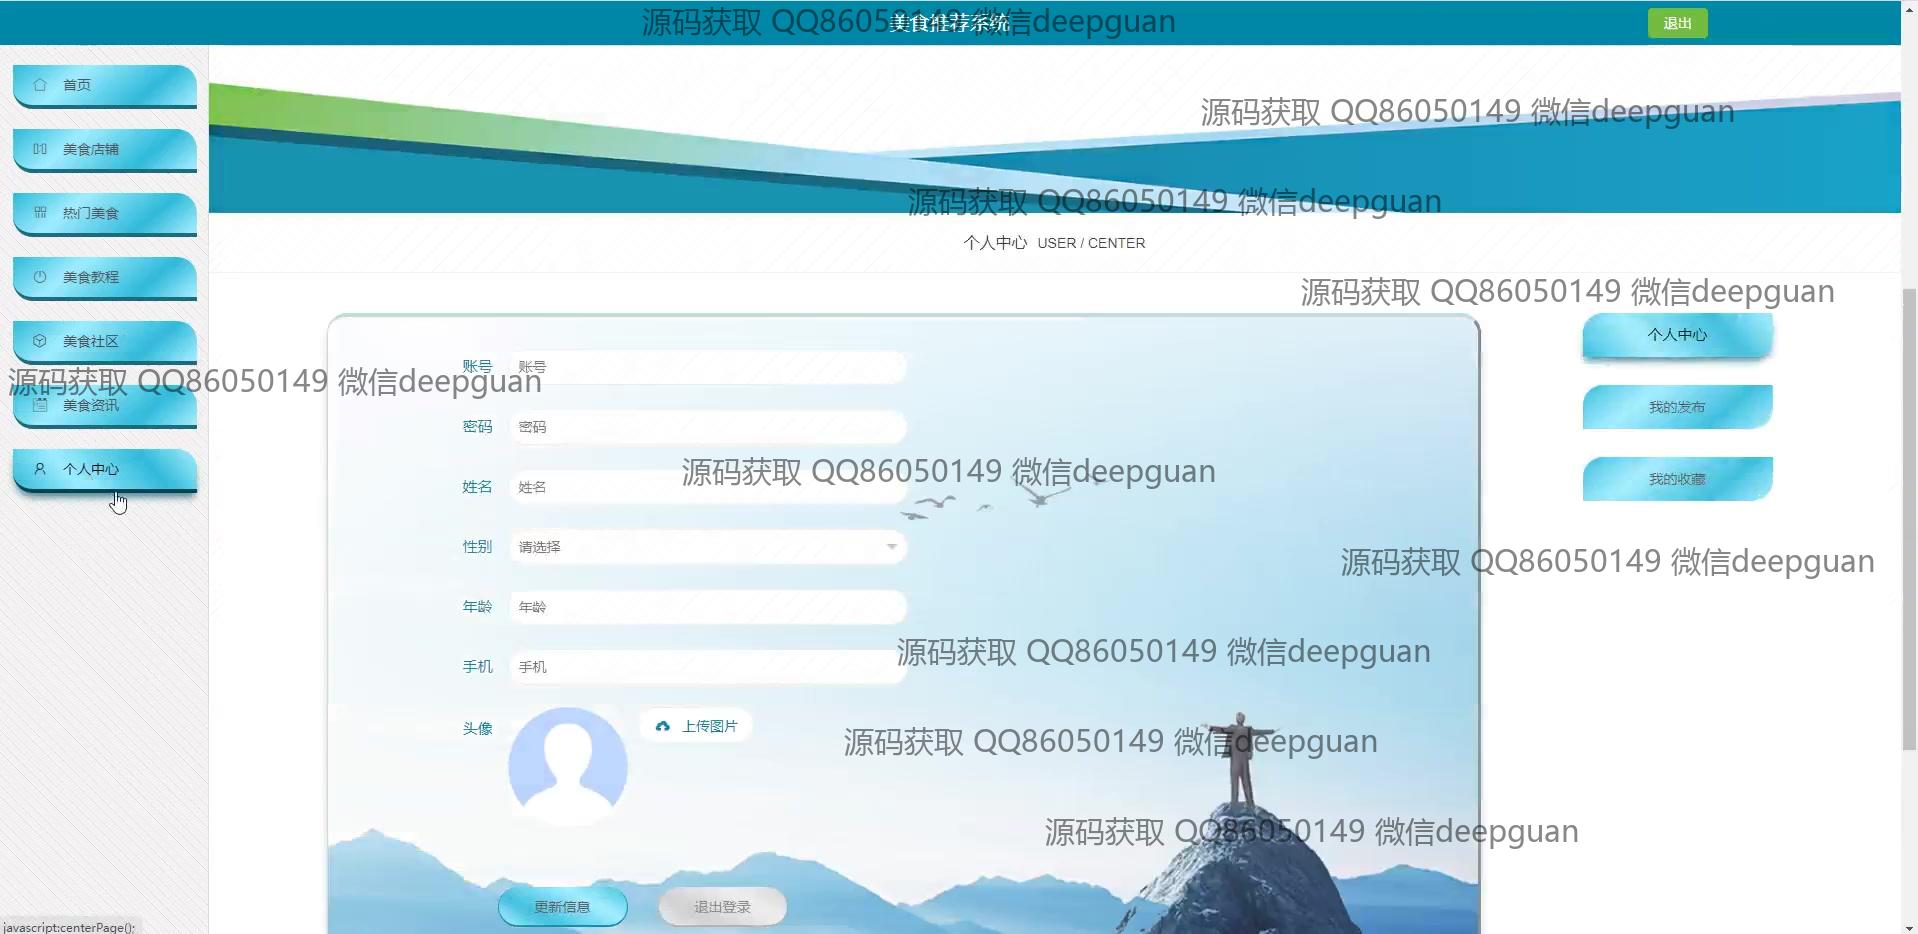 美食推荐系统
源码获取 QQ86050149 微信deepguan
退出
首页
美食店铺
热门美食
美食教程
美食社区
美食资讯
个人中心
源码获取 QQ86050149 微信deepguan
源码获取 QQ86050149 微信deepguan
个人中心 USER / CENTER
源码获取 QQ86050149 微信deepguan
账号 账号
源码获取 QQ86050149 微信deepguan
密码 密码
姓名 姓名
源码获取 QQ86050149 微信deepguan
性别 请选择
年龄 年龄
手机 手机
头像 上传图片
更新信息 退出登录
个人中心
我的发布
我的收藏
源码获取 QQ86050149 微信deepguan
源码获取 QQ86050149 微信deepguan
源码获取 QQ86050149 微信deepguan
源码获取 QQ86050149 微信deepguan
javascript:centerPage();